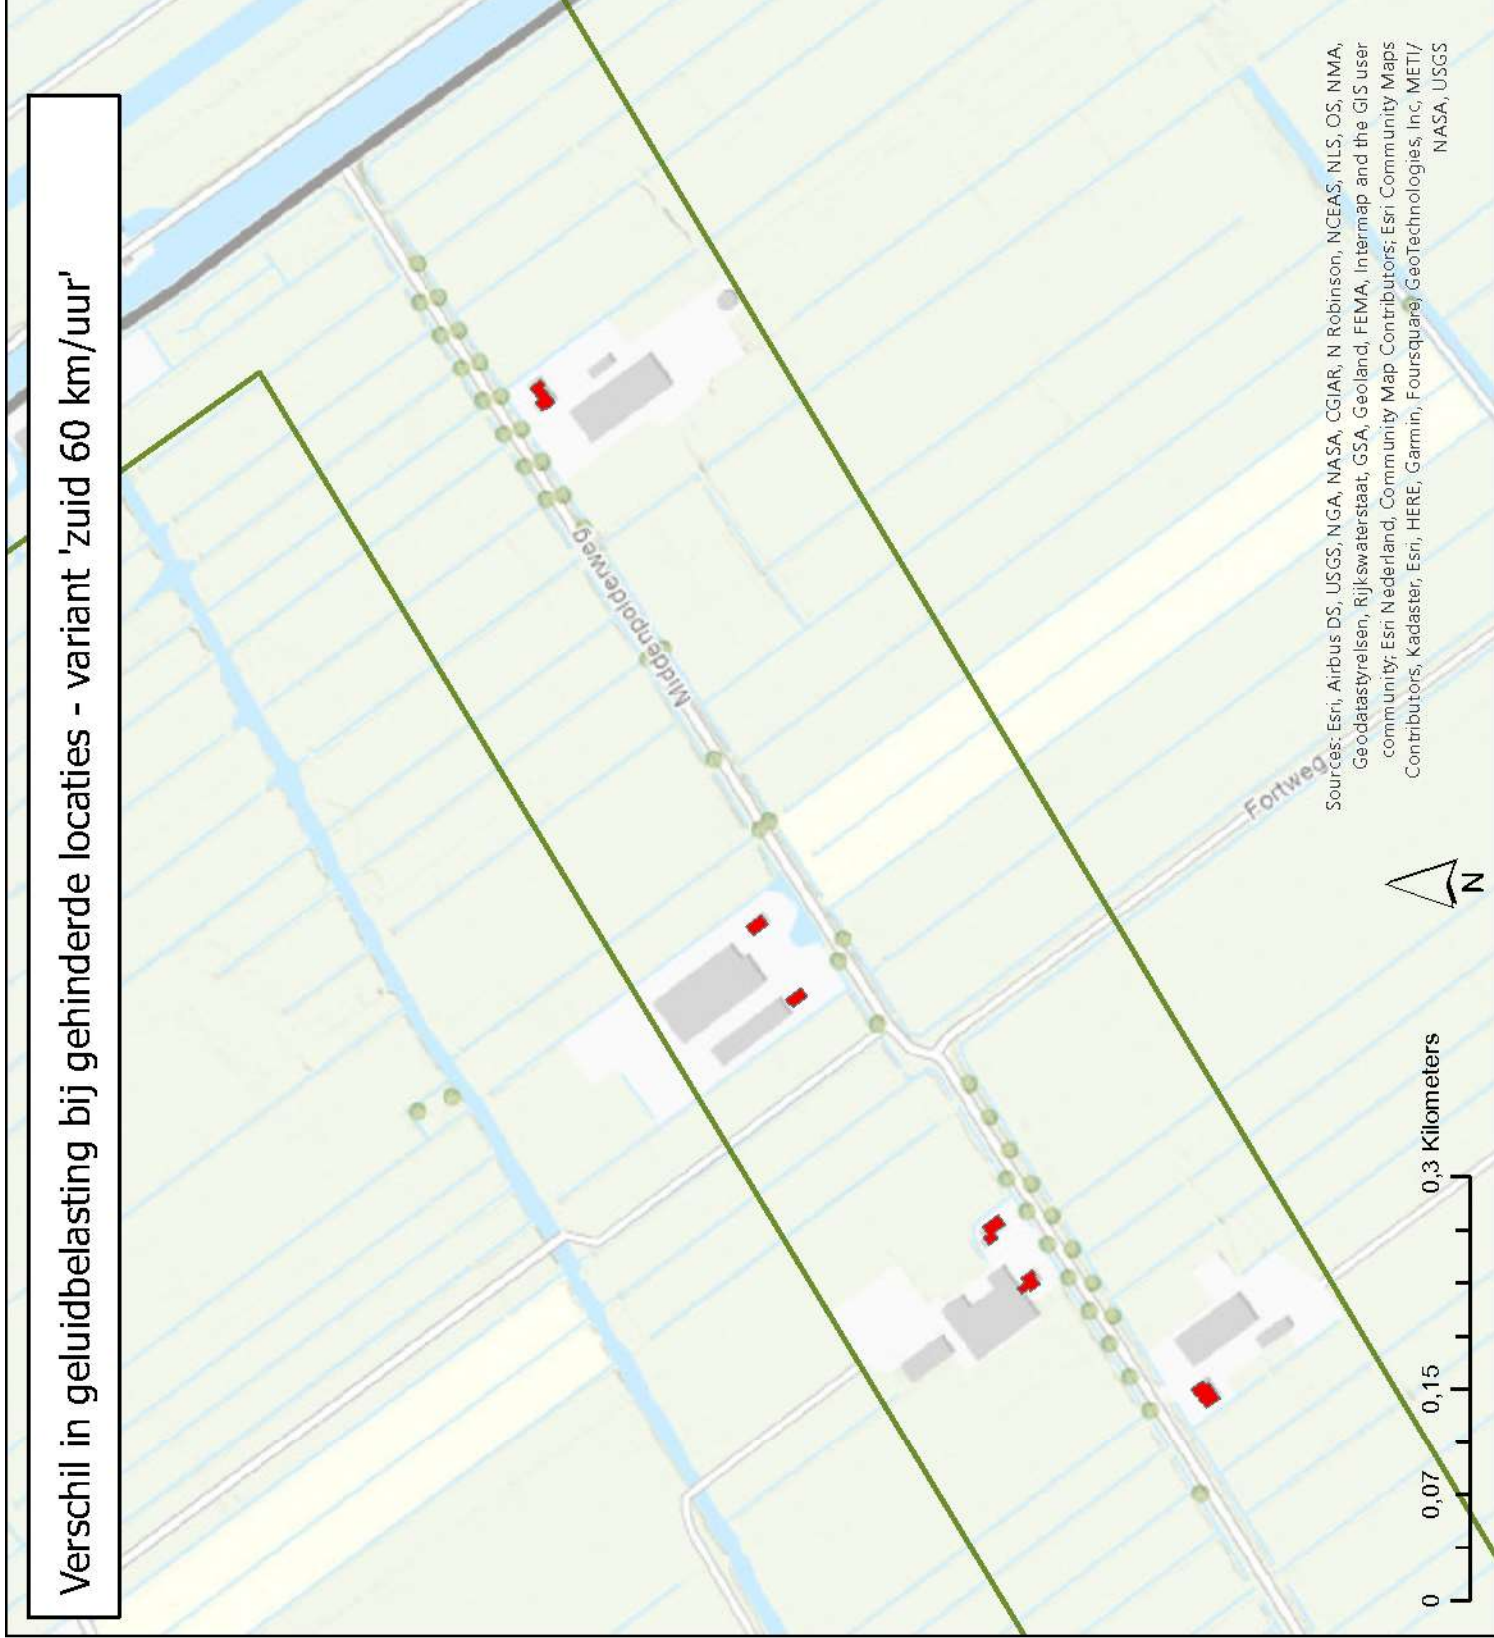 Verschil in geluidbelasting bij gehinderde locaties - variant 'zuid 60 km/uur'
Middenpolderweg
Fortweg
Sources: Esri, Airbus DS, USGS, NGA, NASA, CGIAR, N Robinson, NCEAS, NLS, OS, NMA,
Geodatastyrelsen, Rijkswaterstaat, GSA, Geoland, FEMA, Intermap and the GIS user
community; Esri Nederland, Community Map Contributors; Esri Community Maps
Contributors, Kadaster, Esri, HERE, Garmin, Foursquare, GeoTechnologies, Inc, METI/
NASA, USGS
N
0 0,07 0,15 0,3 Kilometers